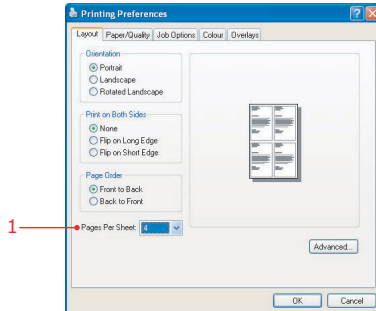 Printing Preferences
Layout Paper/Quality Job Options Colour Overlays
Orientation
Portrait
Landscape
Rotated Landscape
Print on Both Sides
None
Flip on Long Edge
Flip on Short Edge
Page Order
Front to Back
Back to Front
1
Pages Per Sheet: 4
Advanced...
OK Cancel